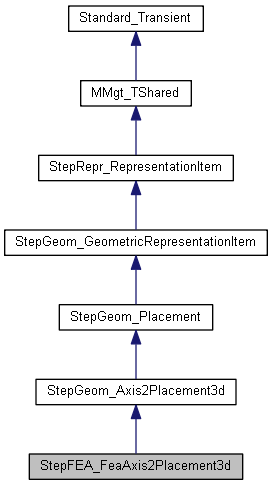 Standard_Transient
MMgt_TShared
StepRepr_RepresentationItem
StepGeom_GeometricRepresentationItem
StepGeom_Placement
StepGeom_Axis2Placement3d
StepFEA_FeaAxis2Placement3d